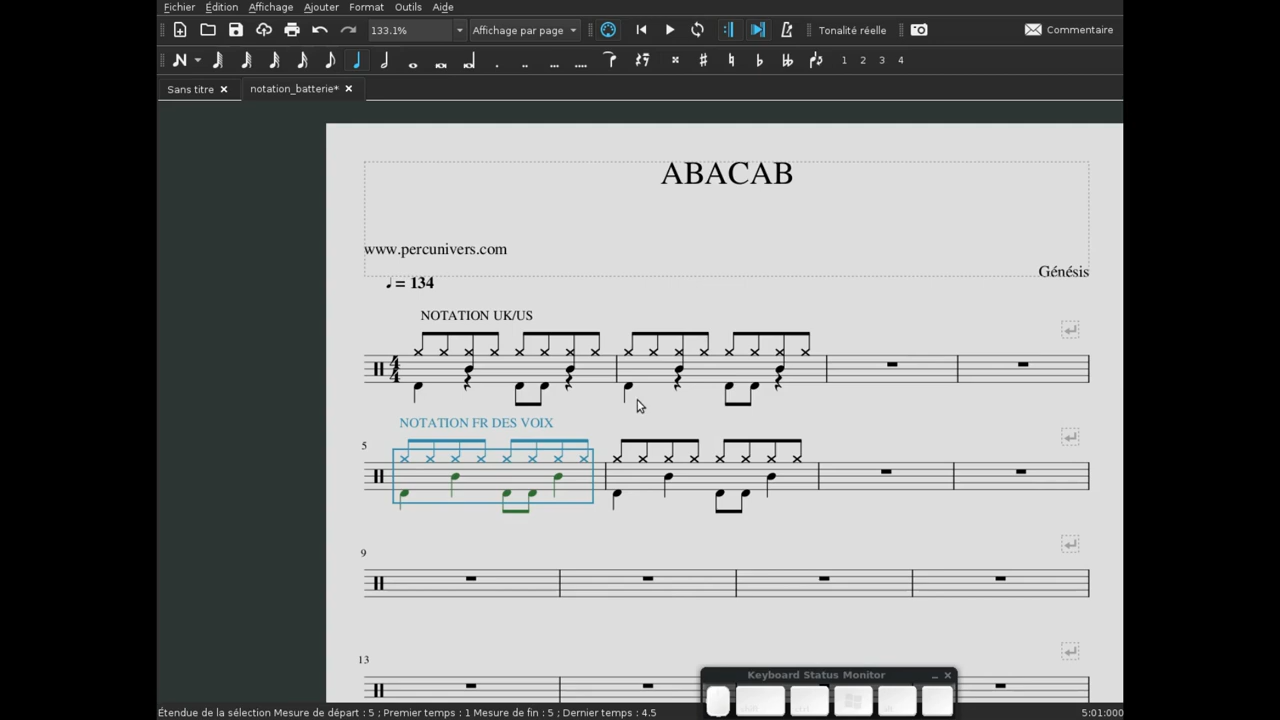 Fichier Édition Affichage Ajouter Format Outils Aide
133.1% Affichage par page Tonalité réelle Commentaire
1 2 3 4
Sans titre notation_batterie*
ABACAB
www.percunivers.com
Génésis
= 134
NOTATION UK/US
4
4
NOTATION FR DES VOIX
5
9
13
Keyboard Status Monitor
Étendue de la sélection Mesure de départ : 5 ; Premier temps : 1 Mesure de fin : 5 ; Dernier temps : 4.5 5:01:000